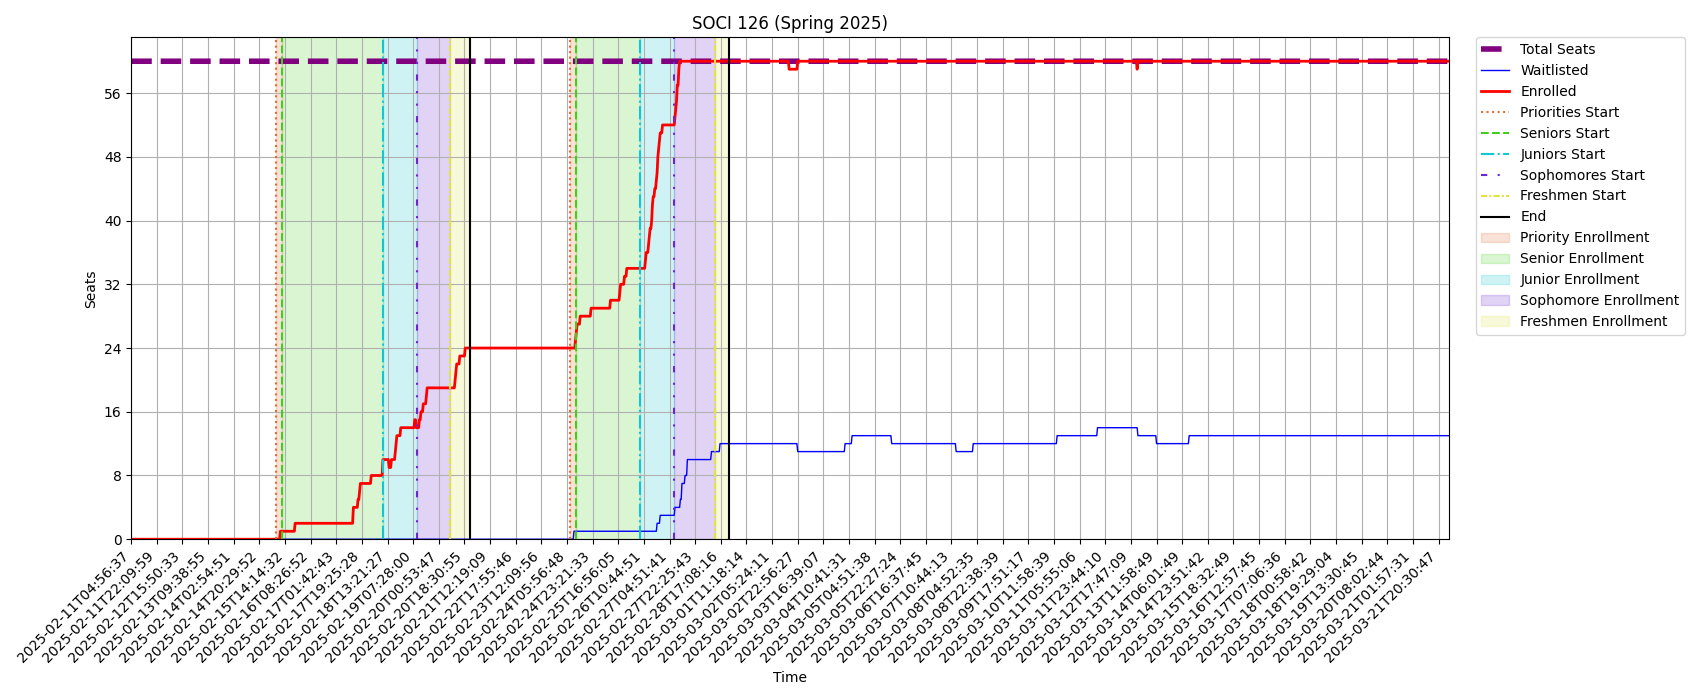 SOCI 126 (Spring 2025)
Seats
56
48
40
32
24
16
8
0
2025-02-11T04:56:37
2025-02-11T22:09:59
2025-02-12T15:50:33
2025-02-13T09:38:55
2025-02-14T02:54:51
2025-02-14T20:29:52
2025-02-15T14:14:32
2025-02-16T08:26:52
2025-02-17T01:42:43
2025-02-17T19:25:28
2025-02-18T13:21:27
2025-02-19T07:28:00
2025-02-20T00:53:47
2025-02-20T18:30:55
2025-02-21T12:19:09
2025-02-22T17:55:46
2025-02-23T12:09:56
2025-02-24T05:56:48
2025-02-24T23:21:33
2025-02-25T16:56:05
2025-02-26T10:44:51
2025-02-27T04:51:41
2025-02-27T22:25:43
2025-02-28T17:08:16
2025-03-01T11:18:14
2025-03-02T05:24:11
2025-03-02T22:56:27
2025-03-03T16:39:07
2025-03-04T10:41:31
2025-03-05T04:51:38
2025-03-05T22:27:24
2025-03-06T16:37:45
2025-03-07T10:44:13
2025-03-08T04:52:35
2025-03-08T22:38:39
2025-03-09T17:51:17
2025-03-10T11:58:39
2025-03-11T05:55:06
2025-03-11T23:44:10
2025-03-12T17:47:09
2025-03-13T11:58:49
2025-03-14T06:01:49
2025-03-14T23:51:42
2025-03-15T18:32:49
2025-03-16T12:57:45
2025-03-17T07:06:36
2025-03-18T00:58:42
2025-03-18T19:29:04
2025-03-19T13:30:45
2025-03-20T08:02:44
2025-03-21T01:57:31
2025-03-21T20:30:47
Time
Total Seats
Waitlisted
Enrolled
Priorities Start
Seniors Start
Juniors Start
Sophomores Start
Freshmen Start
End
Priority Enrollment
Senior Enrollment
Junior Enrollment
Sophomore Enrollment
Freshmen Enrollment